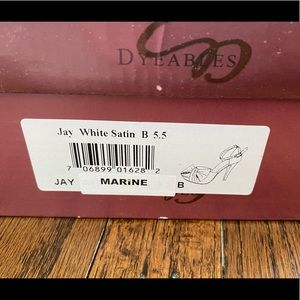 DYEABLES
Jay White Satin B 5.5
7 06899 01628 2
JAY MARiNE B